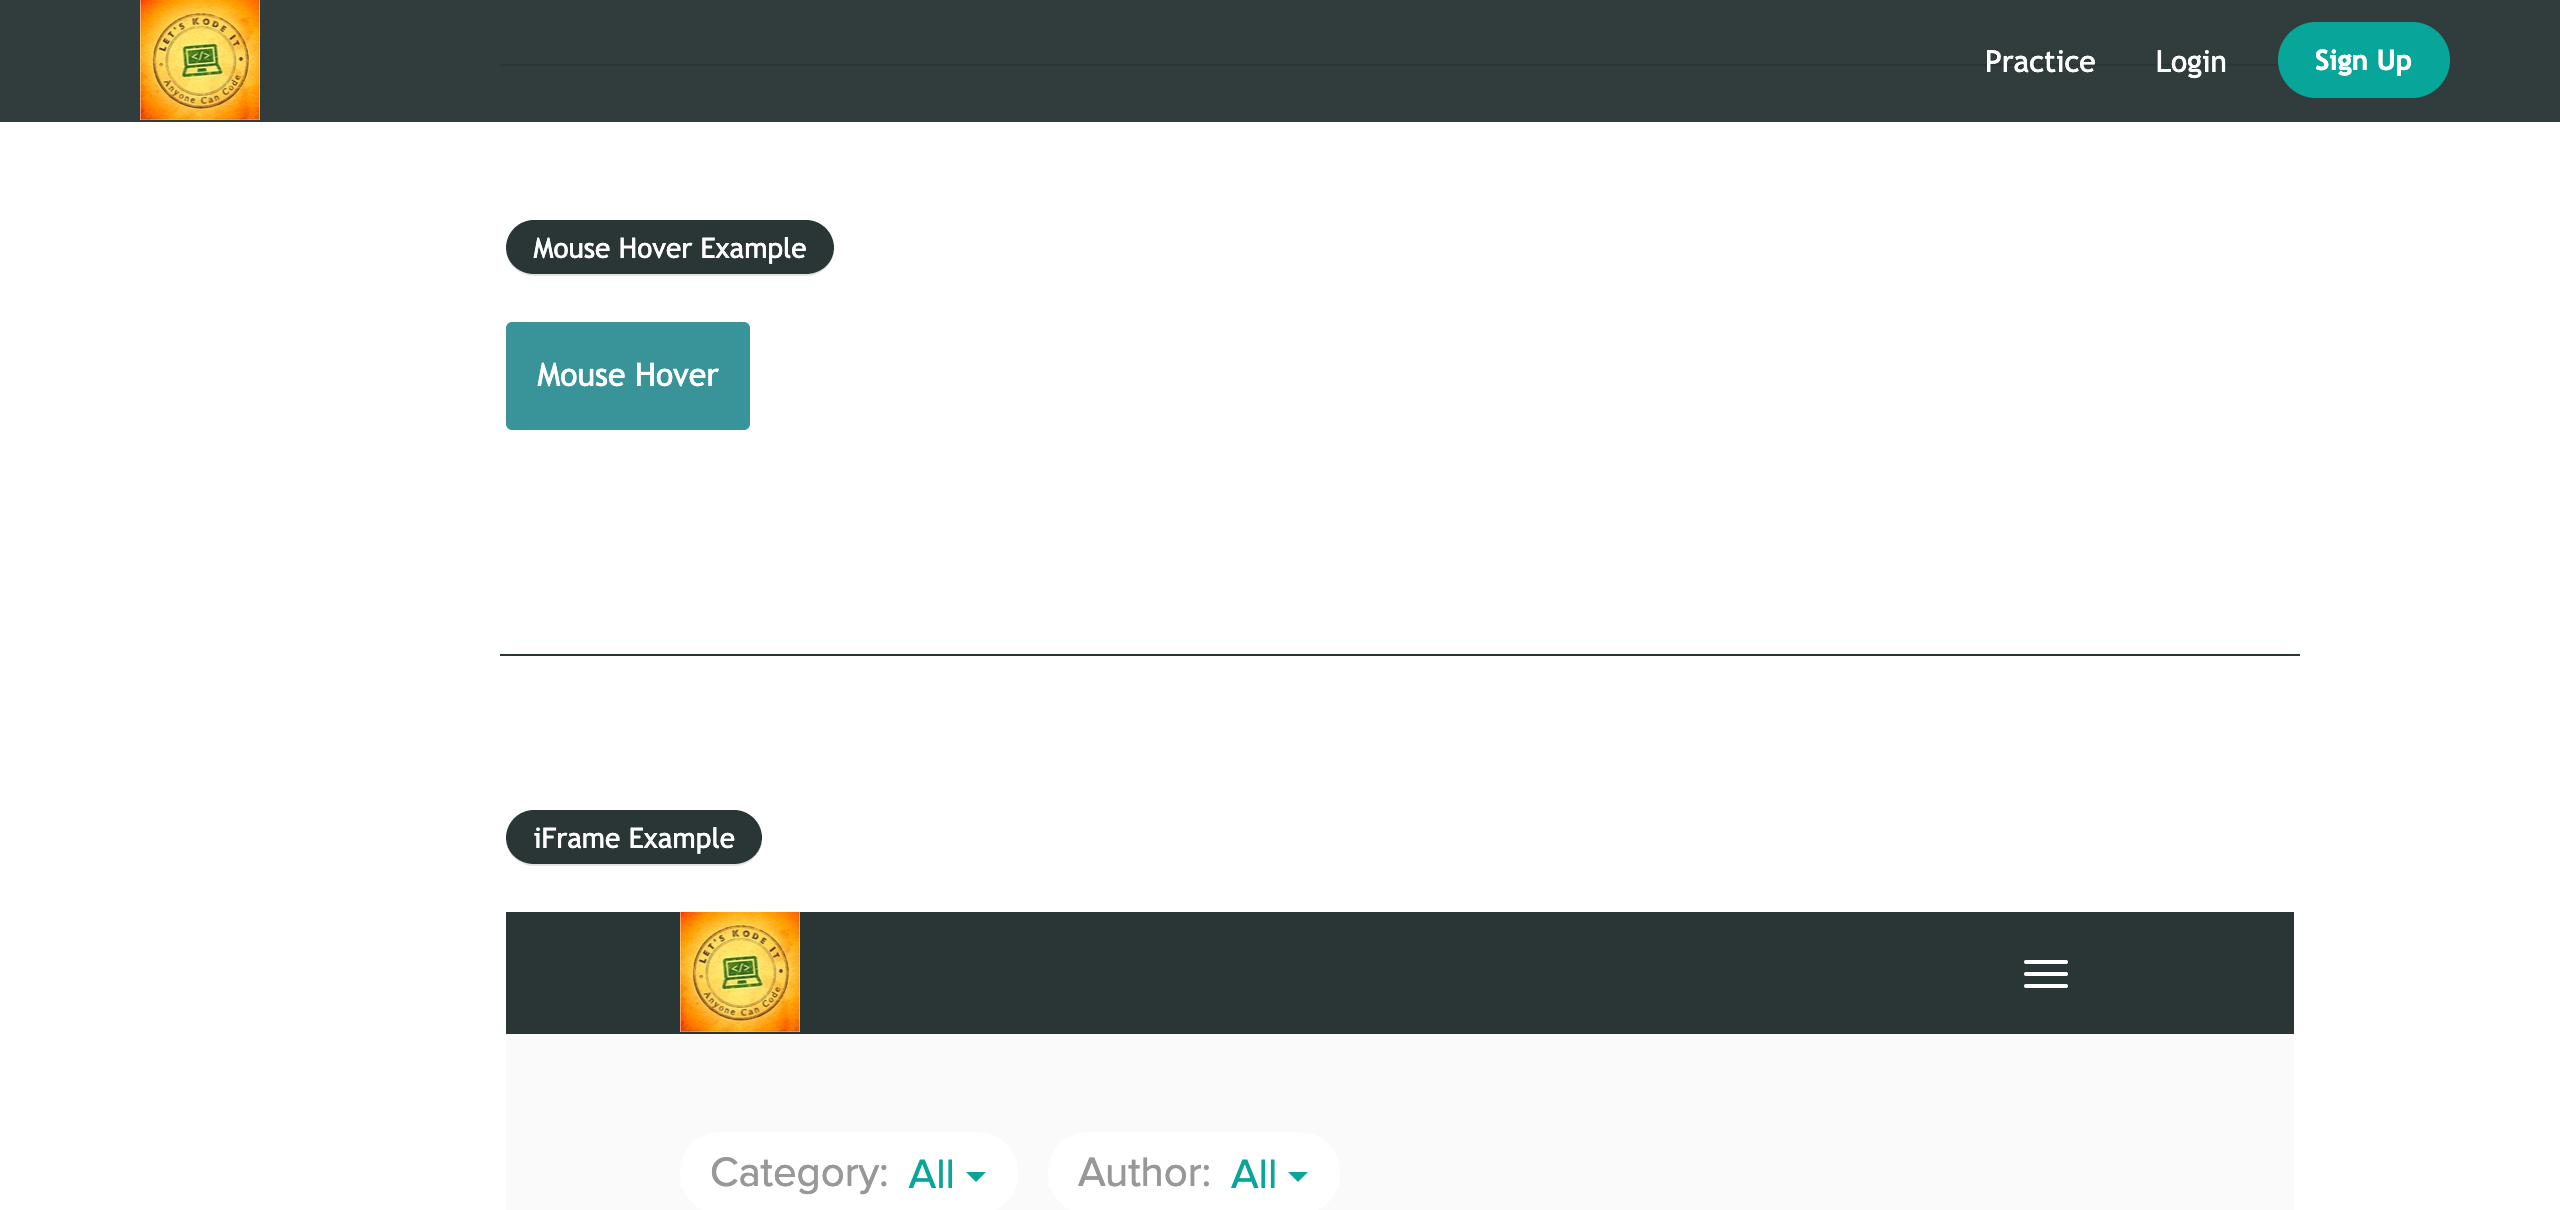 LET'S KODE IT
Anyone Can Code
Practice
Login
Sign Up
Mouse Hover Example
Mouse Hover
iFrame Example
LET'S KODE IT
Anyone Can Code
Category: All
Author: All